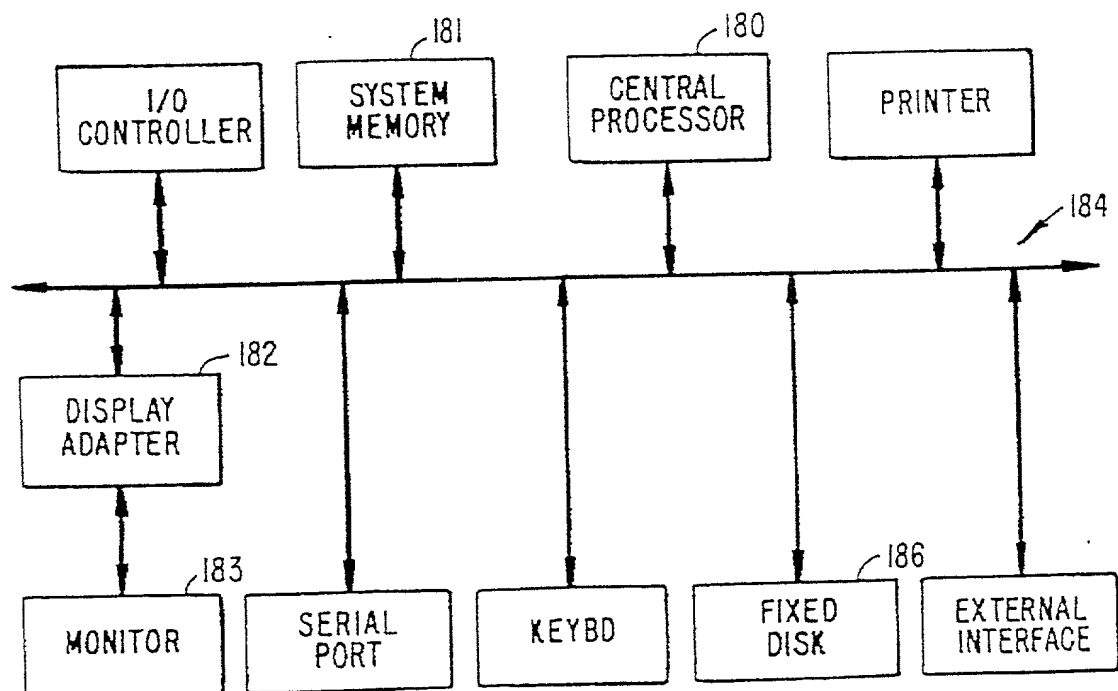 181
180
I/O
CONTROLLER
SYSTEM
MEMORY
CENTRAL
PROCESSOR
PRINTER
184
182
DISPLAY
ADAPTER
183
MONITOR
SERIAL
PORT
KEYBD
186
FIXED
DISK
EXTERNAL
INTERFACE